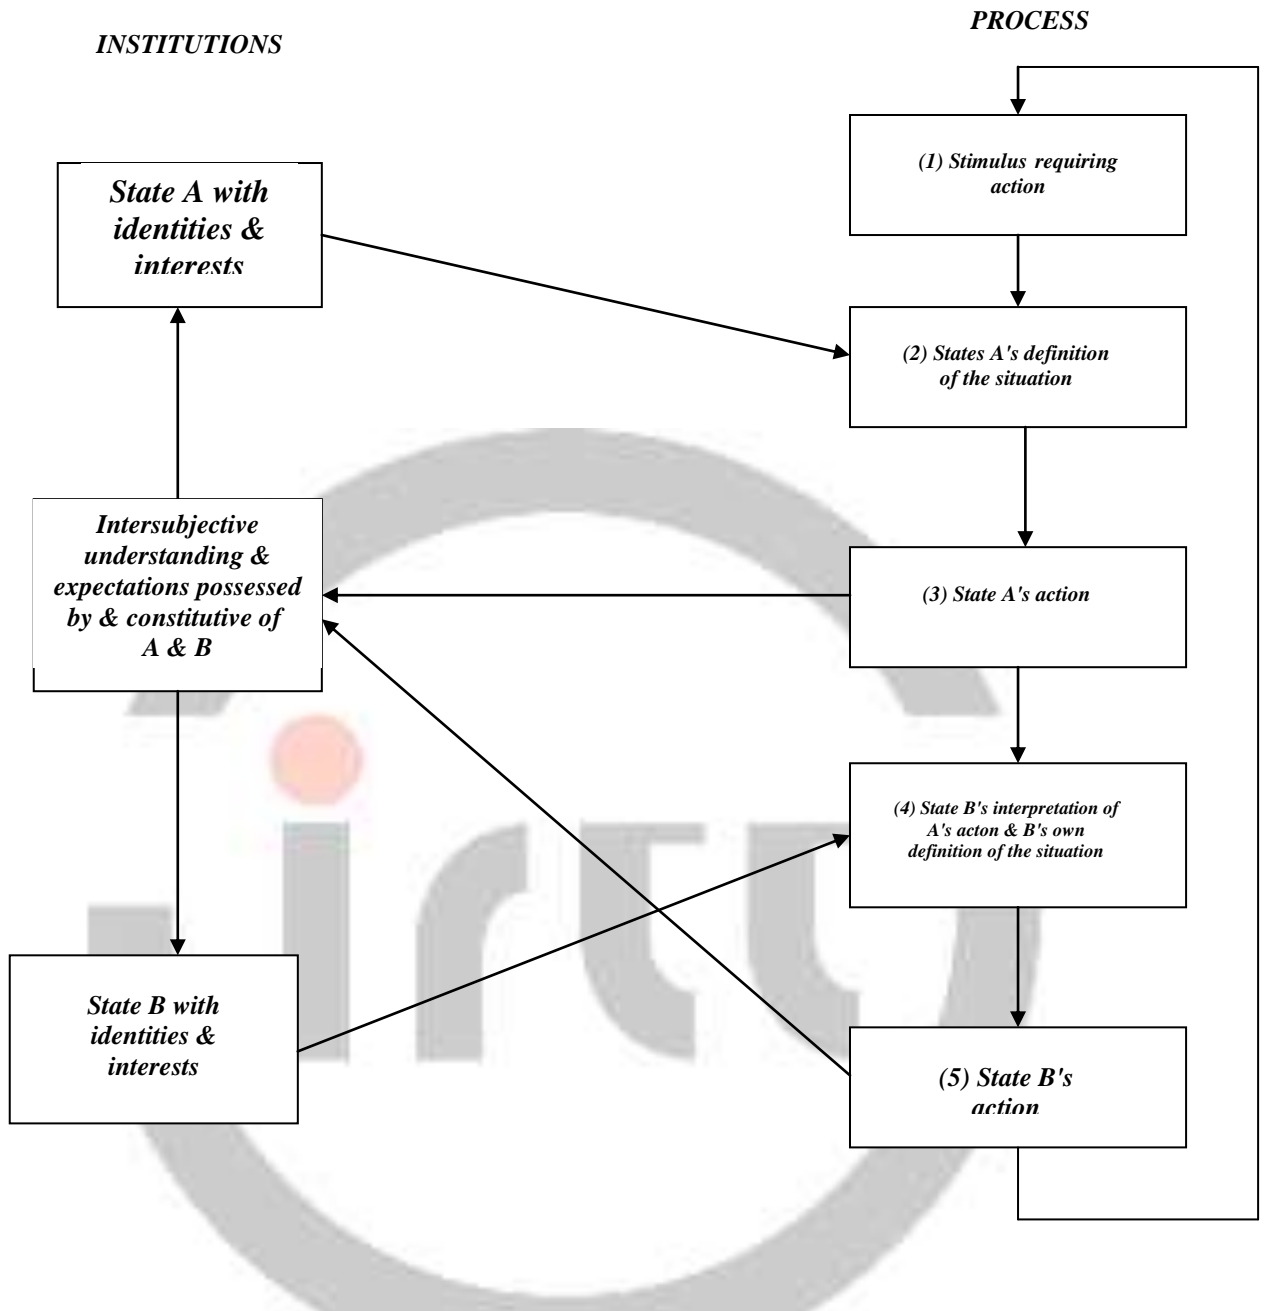 PROCESS
INSTITUTIONS
(1) Stimulus requiring
action
State A with
identities &
interests
(2) States A's definition
of the situation
Intersubjective
understanding &
expectations possessed
by & constitutive of
A & B
(3) State A's action
(4) State B's interpretation of
A's acton & B's own
definition of the situation
State B with
identities &
interests
(5) State B's
action